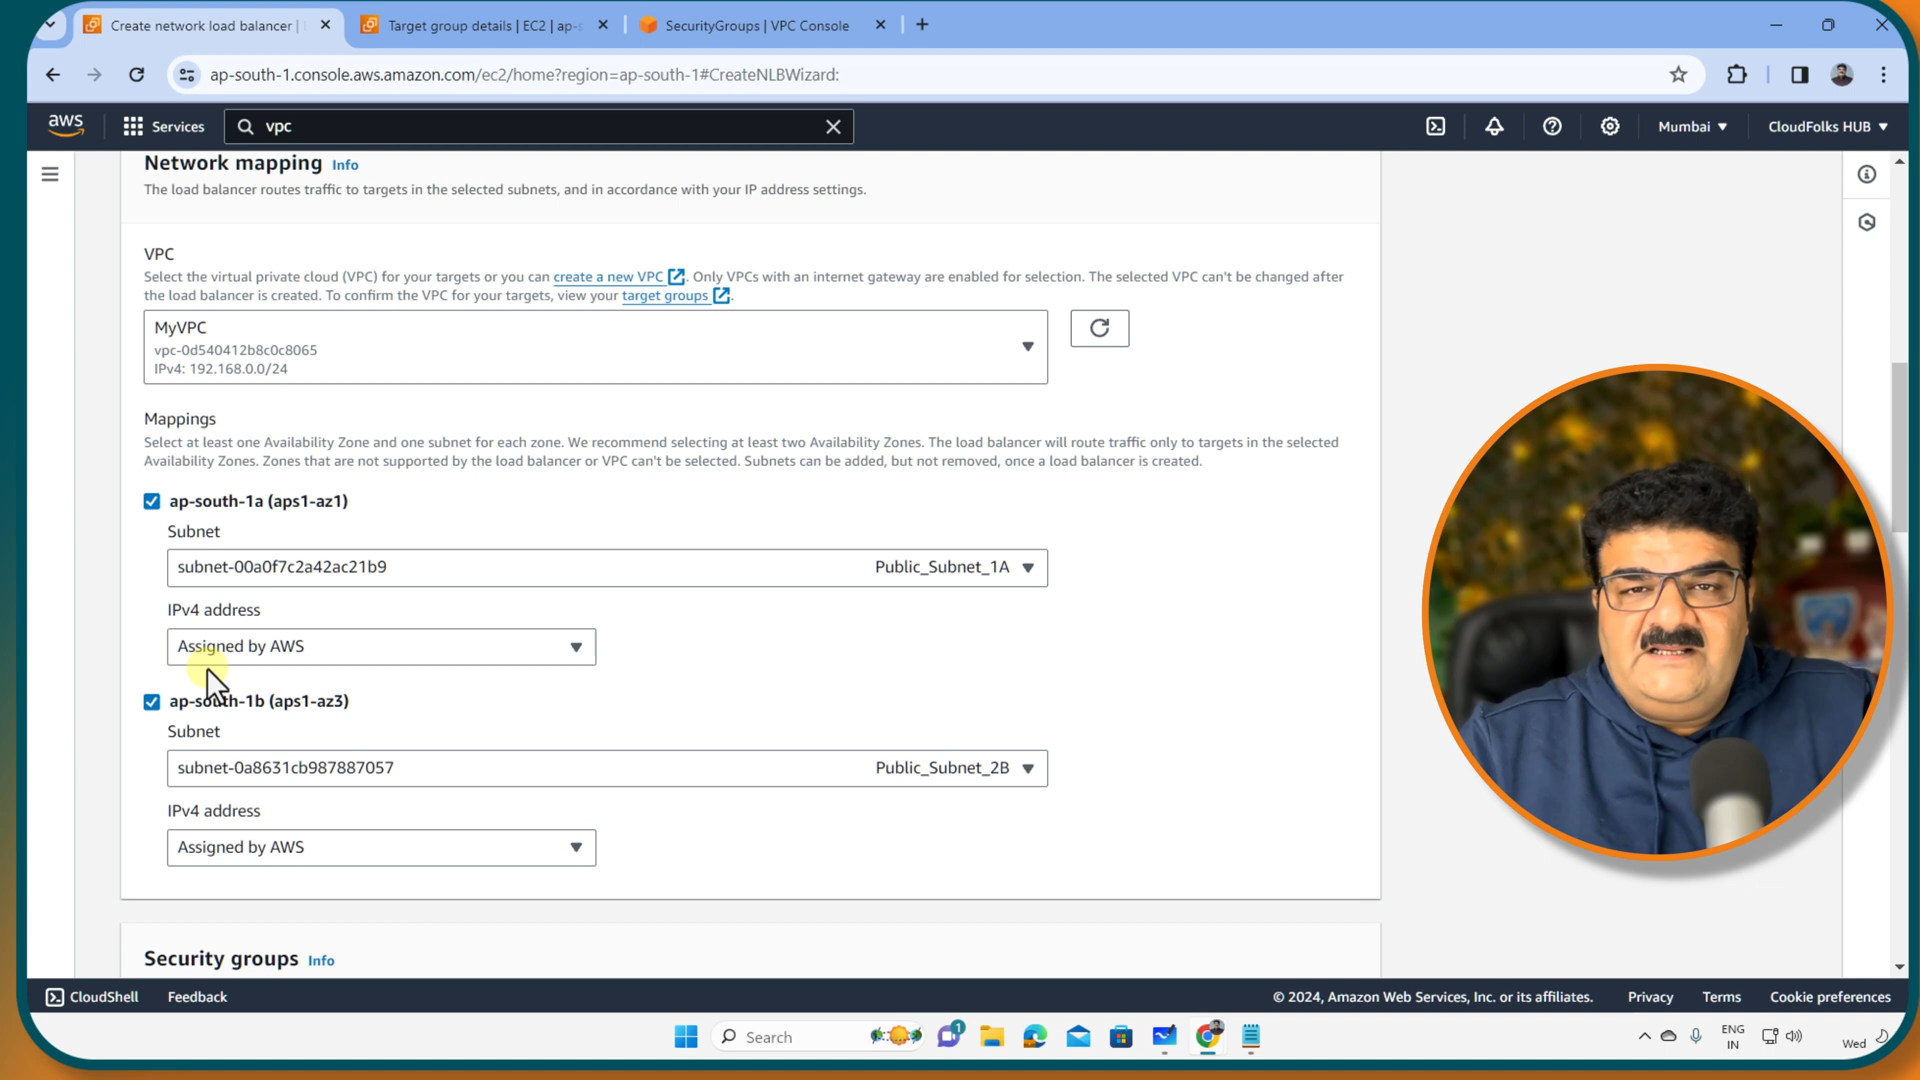 Create network load balancer |
Target group details | EC2 | ap-s
SecurityGroups | VPC Console
ap-south-1.console.aws.amazon.com/ec2/home?region=ap-south-1#CreateNLBWizard:
aws
Services
vpc
Mumbai
CloudFolks HUB
Network mapping Info
The load balancer routes traffic to targets in the selected subnets, and in accordance with your IP address settings.
VPC
Select the virtual private cloud (VPC) for your targets or you can create a new VPC. Only VPCs with an internet gateway are enabled for selection. The selected VPC can't be changed after
the load balancer is created. To confirm the VPC for your targets, view your target groups.
MyVPC
vpc-0d540412b8c0c8065
IPv4: 192.168.0.0/24
Mappings
Select at least one Availability Zone and one subnet for each zone. We recommend selecting at least two Availability Zones. The load balancer will route traffic only to targets in the selected
Availability Zones. Zones that are not supported by the load balancer or VPC can't be selected. Subnets can be added, but not removed, once a load balancer is created.
ap-south-1a (aps1-az1)
Subnet
subnet-00a0f7c2a42ac21b9 Public_Subnet_1A
IPv4 address
Assigned by AWS
ap-south-1b (aps1-az3)
Subnet
subnet-0a8631cb987887057 Public_Subnet_2B
IPv4 address
Assigned by AWS
Security groups Info
CloudShell
Feedback
© 2024, Amazon Web Services, Inc. or its affiliates.
Privacy
Terms
Cookie preferences
Search
1
ENG
IN
Wed